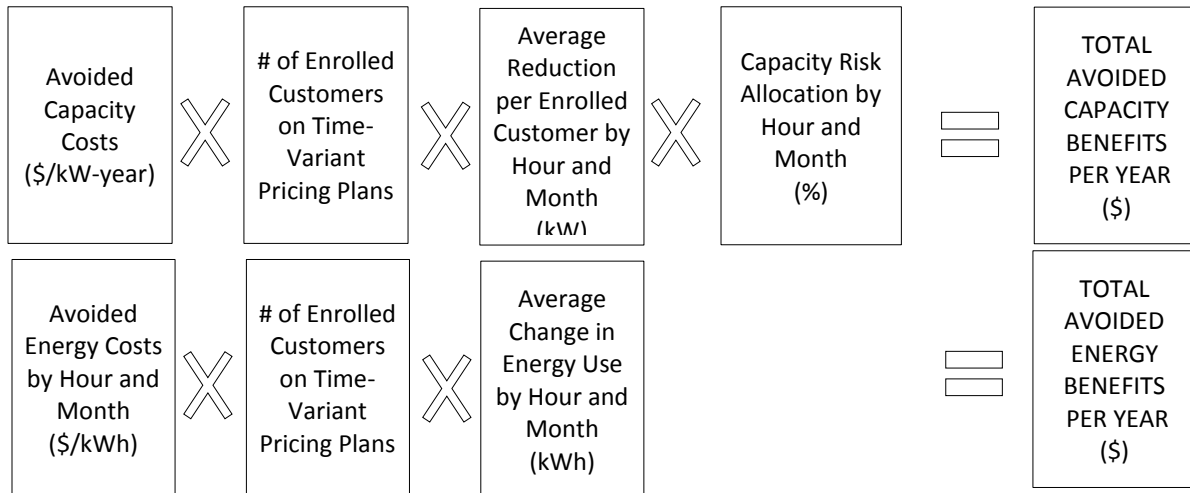 Avoided
Capacity
Costs
($/kW-year)
# of Enrolled
Customers
on Time-
Variant
Pricing Plans
Average
Reduction
per Enrolled
Customer by
Hour and
Month
(kW)
Capacity Risk
Allocation by
Hour and
Month
(%)
TOTAL
AVOIDED
CAPACITY
BENEFITS
PER YEAR
($)
Avoided
Energy Costs
by Hour and
Month
($/kWh)
# of Enrolled
Customers
on Time-
Variant
Pricing Plans
Average
Change in
Energy Use
by Hour and
Month
(kWh)
TOTAL
AVOIDED
ENERGY
BENEFITS
PER YEAR
($)